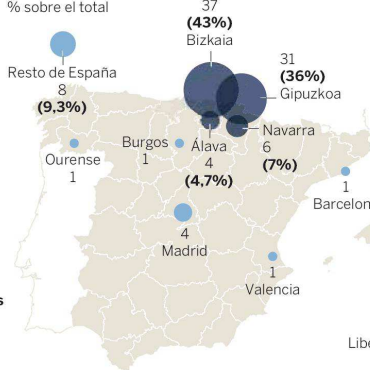 % sobre el total
37
(43%)
Bizkaia
31
(36%)
Gipuzkoa
Resto de España
8
(9,3%)
Ourense
1
Burgos
1
Álava
4
(4,7%)
Navarra
6
(7%)
1
Barcelon
4
Madrid
1
Valencia
s
Libe